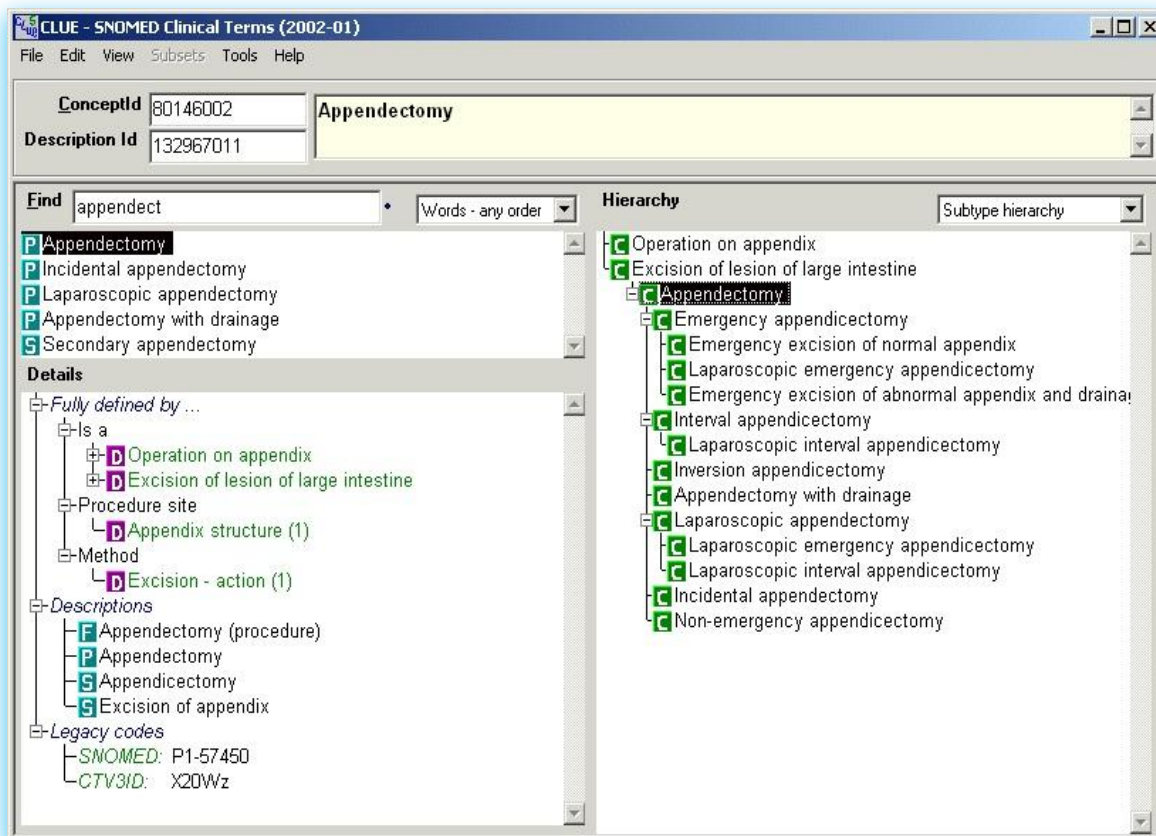 CLUE - SNOMED Clinical Terms (2002-01)
File Edit View Subsets Tools Help
ConceptId 80146002 Appendectomy
Description Id 132967011
Find appendect Words - any order
Appendectomy
Incidental appendectomy
Laparoscopic appendectomy
Appendectomy with drainage
Secondary appendectomy
Details
Fully defined by ...
Is a
Operation on appendix
Excision of lesion of large intestine
Procedure site
Appendix structure (1)
Method
Excision - action (1)
Descriptions
Appendectomy (procedure)
Appendectomy
Appendicectomy
Excision of appendix
Legacy codes
SNOMED: P1-57450
CTV3ID: X20Wz
Hierarchy Subtype hierarchy
Operation on appendix
Excision of lesion of large intestine
Appendectomy
Emergency appendicectomy
Emergency excision of normal appendix
Laparoscopic emergency appendicectomy
Emergency excision of abnormal appendix and
Interval appendicectomy
Laparoscopic interval appendicectomy
Inversion appendicectomy
Appendectomy with drainage
Laparoscopic appendectomy
Laparoscopic emergency appendicectomy
Laparoscopic interval appendicectomy
Incidental appendectomy
Non-emergency appendicectomy